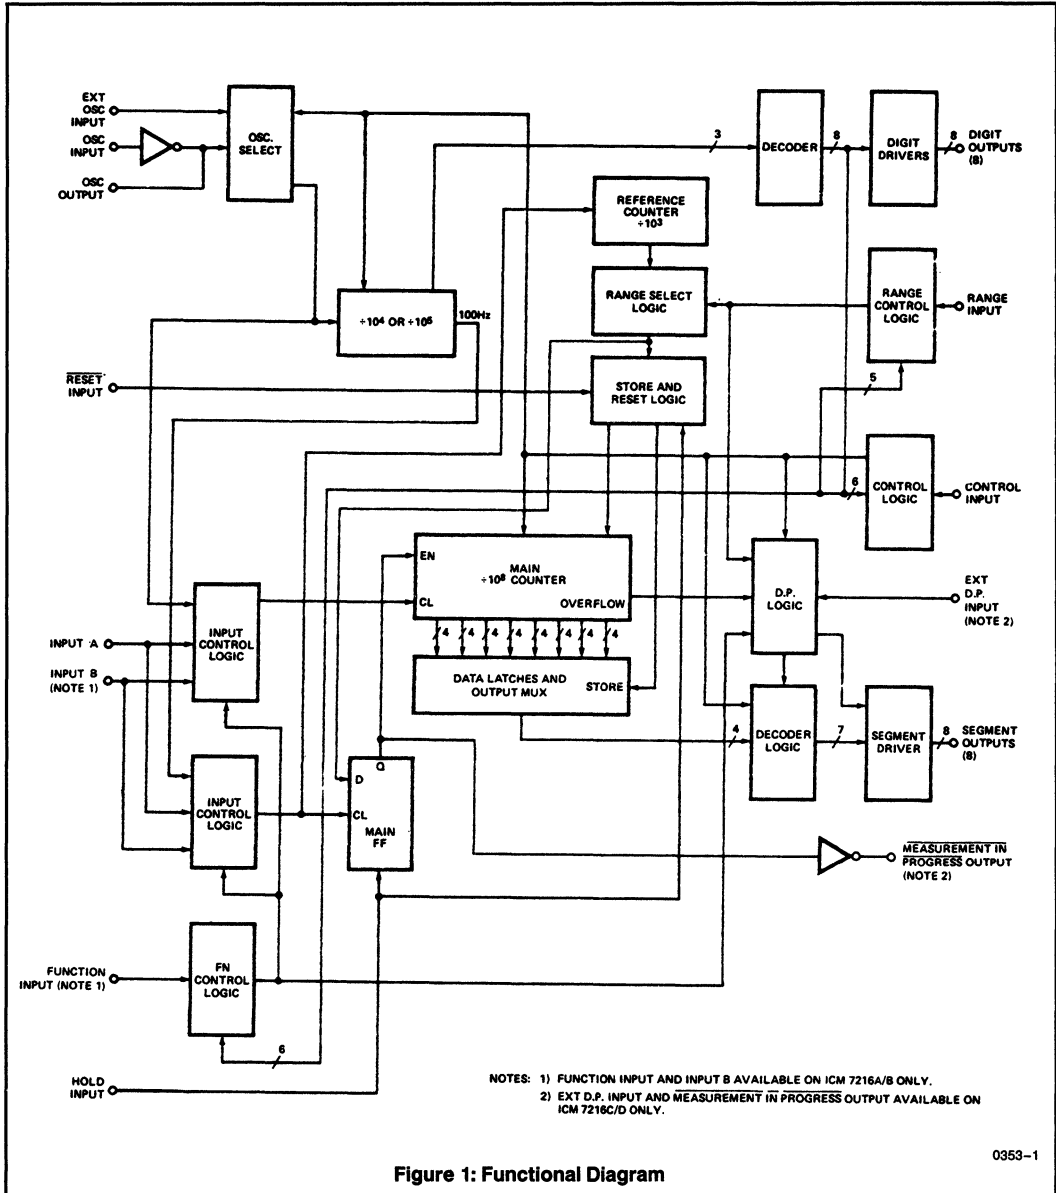 EXT
OSC
INPUT
OSC
INPUT
OSC
OUTPUT
OSC.
SELECT
3
DECODER
8
DIGIT
DRIVERS
8
DIGIT
OUTPUTS
(8)
REFERENCE
COUNTER
÷10³
RANGE SELECT
LOGIC
RANGE
CONTROL
LOGIC
RANGE
INPUT
÷10⁴ OR ÷10⁵
100Hz
RESET
INPUT
STORE AND
RESET LOGIC
5
6
CONTROL
LOGIC
CONTROL
INPUT
EN
MAIN
÷10⁸ COUNTER
CL
OVERFLOW
D.P.
LOGIC
EXT
D.P.
INPUT
(NOTE 2)
INPUT A
INPUT B
(NOTE 1)
INPUT
CONTROL
LOGIC
4 4 4 4 4 4 4 4
DATA LATCHES AND
OUTPUT MUX
STORE
4
DECODER
LOGIC
7
SEGMENT
DRIVER
8
SEGMENT
OUTPUTS
(8)
INPUT
CONTROL
LOGIC
Q
D
CL
MAIN
FF
MEASUREMENT IN
PROGRESS OUTPUT
(NOTE 2)
FUNCTION
INPUT (NOTE 1)
FN
CONTROL
LOGIC
6
HOLD
INPUT
NOTES: 1) FUNCTION INPUT AND INPUT B AVAILABLE ON ICM 7216A/B ONLY.
2) EXT D.P. INPUT AND MEASUREMENT IN PROGRESS OUTPUT AVAILABLE ON
ICM 7216C/D ONLY.
0353–1
Figure 1: Functional Diagram